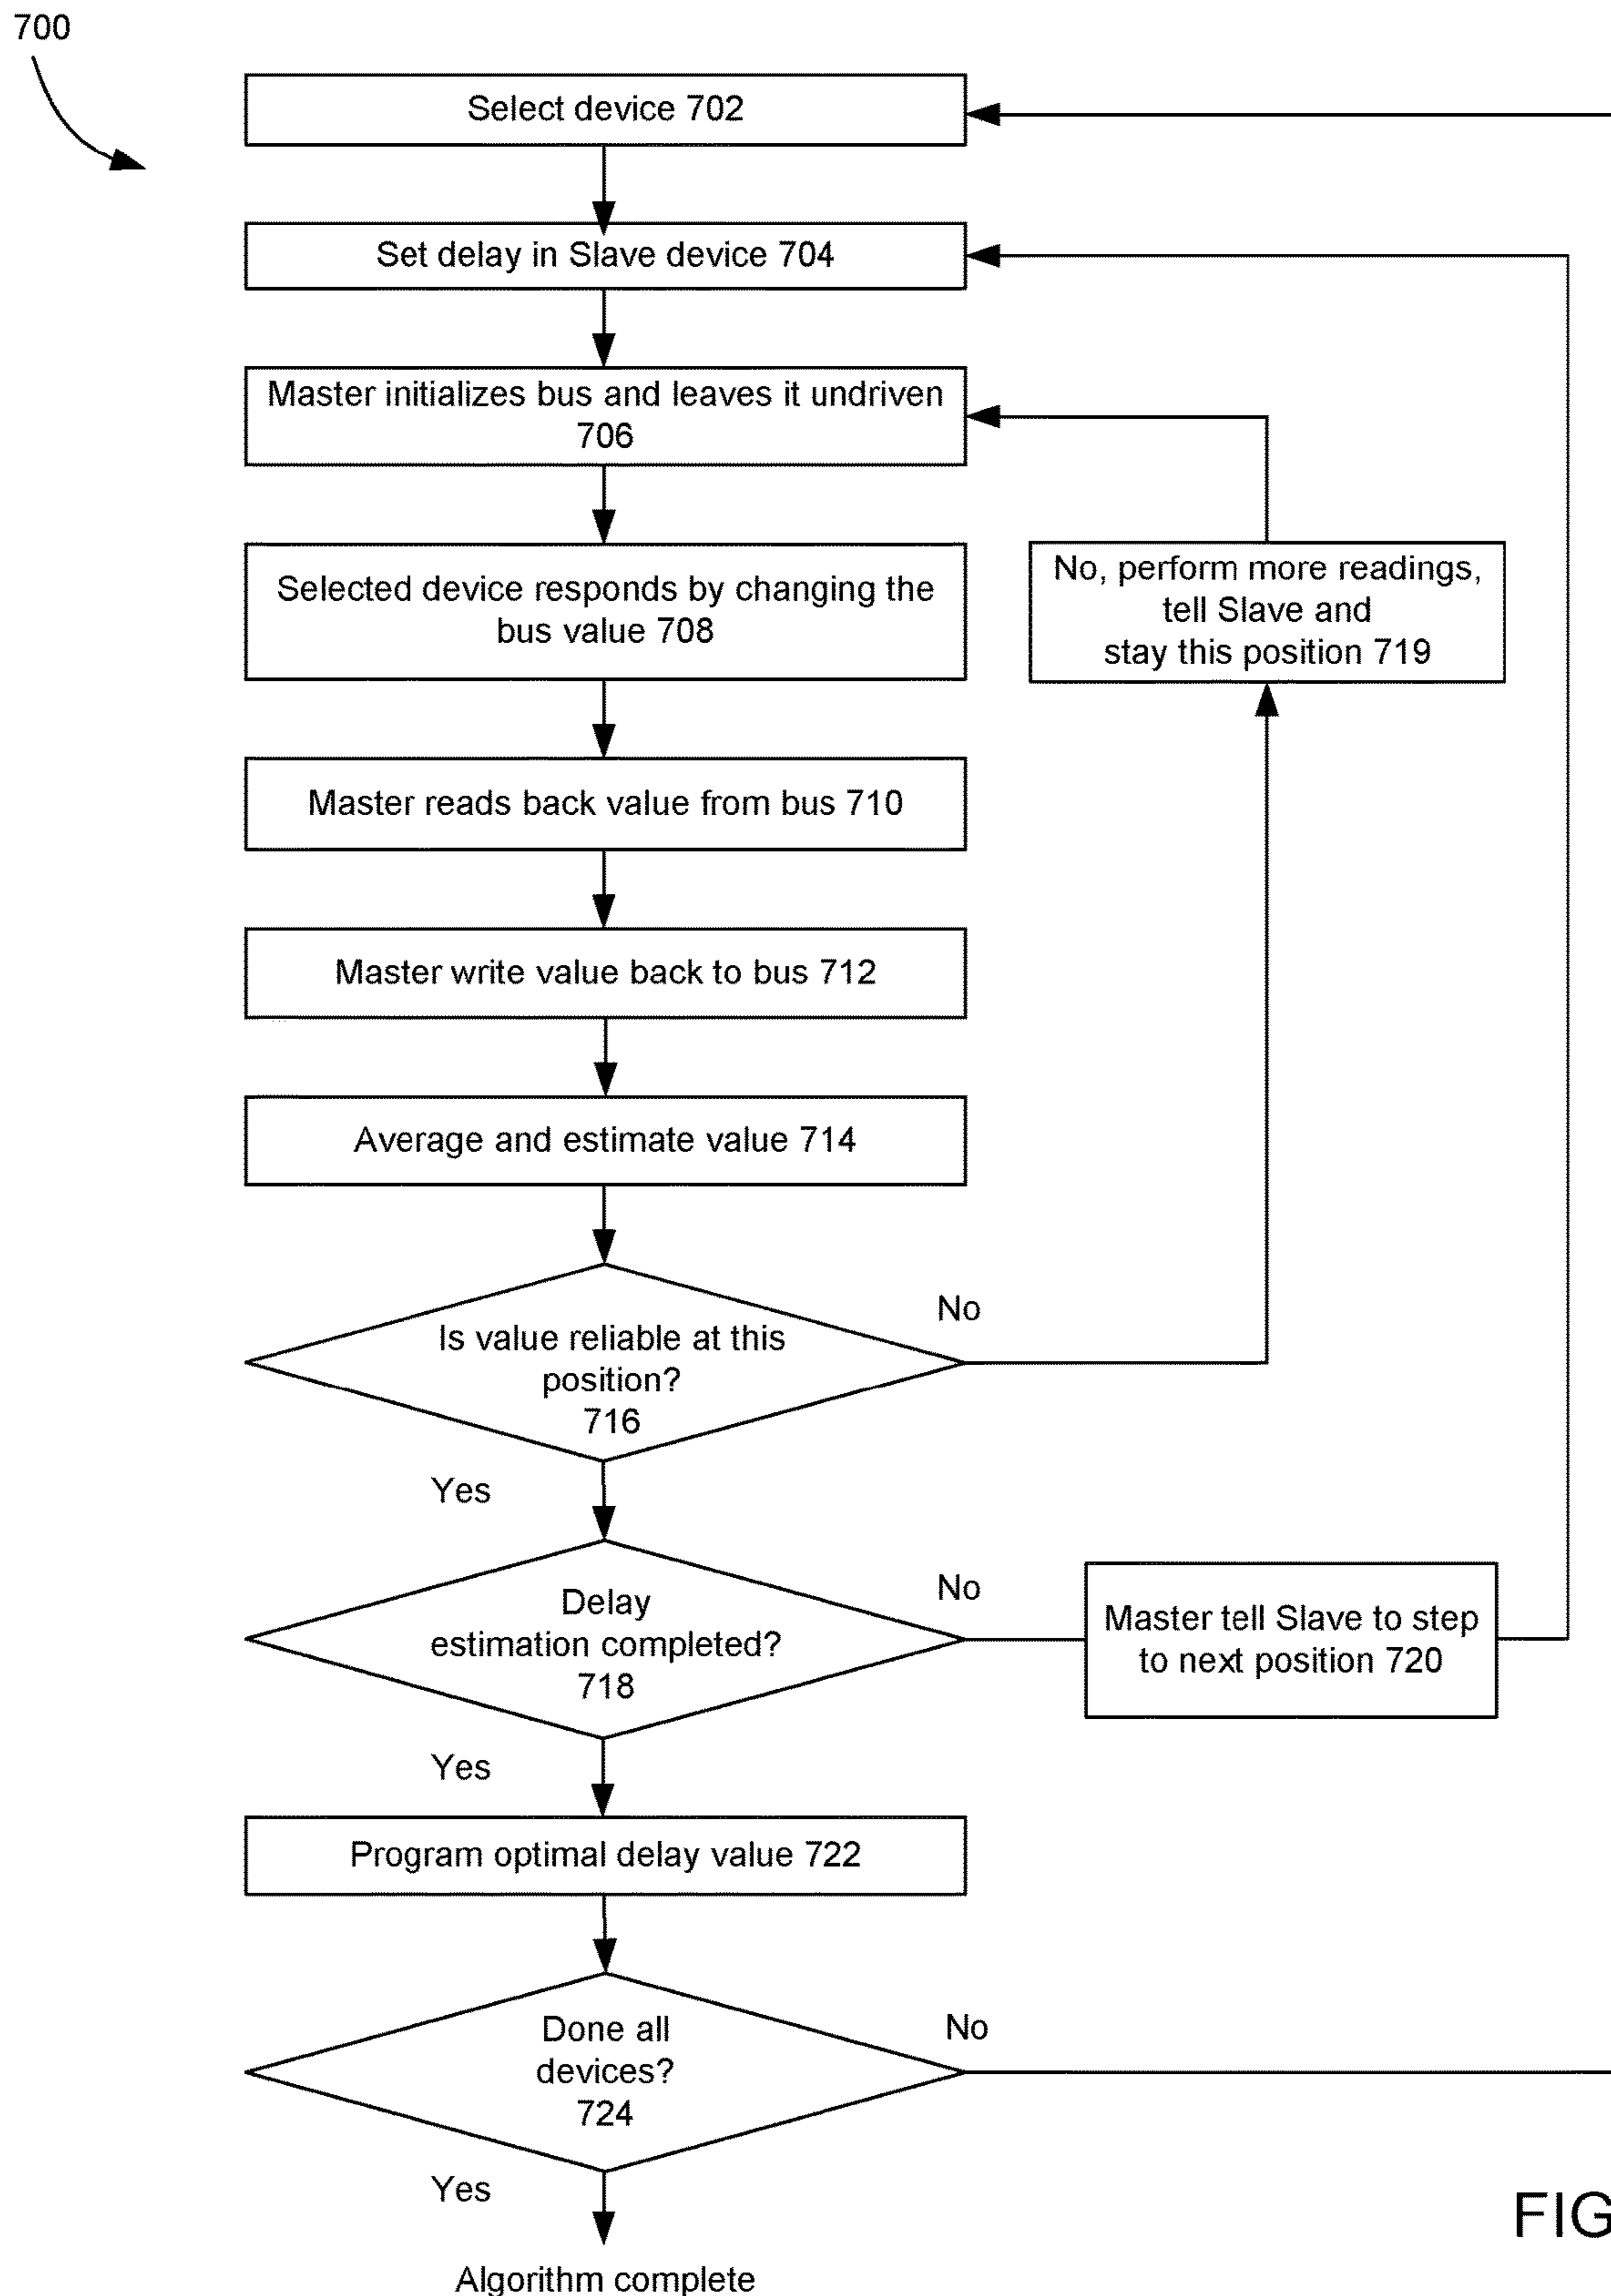 700
Select device 702
Set delay in Slave device 704
Master initializes bus and leaves it undriven
706
Selected device responds by changing the
bus value 708
No, perform more readings,
tell Slave and
stay this position 719
Master reads back value from bus 710
Master write value back to bus 712
Average and estimate value 714
Is value reliable at this
position?
716
No
Yes
Delay
estimation completed?
718
No
Master tell Slave to step
to next position 720
Yes
Program optimal delay value 722
Done all
devices?
724
No
Yes
Algorithm complete
FIG